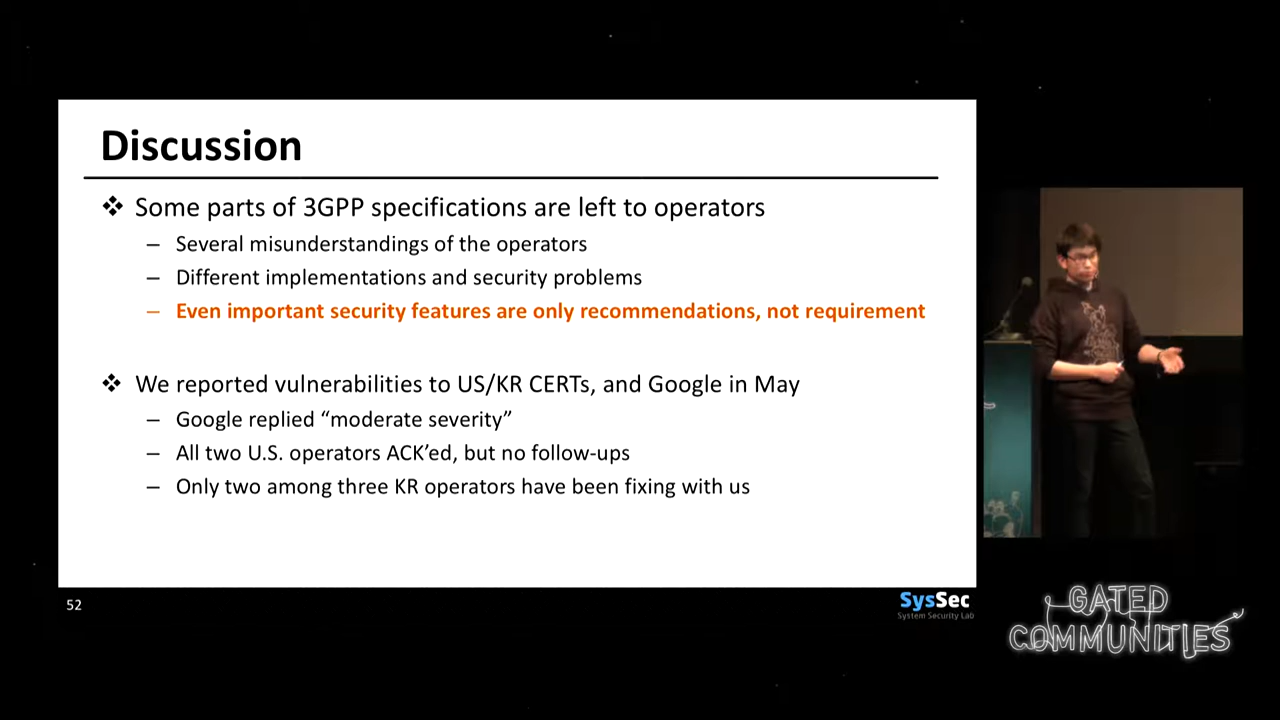 Discussion
❖ Some parts of 3GPP specifications are left to operators
– Several misunderstandings of the operators
– Different implementations and security problems
– Even important security features are only recommendations, not requirement
❖ We reported vulnerabilities to US/KR CERTs, and Google in May
– Google replied “moderate severity”
– All two U.S. operators ACK’ed, but no follow-ups
– Only two among three KR operators have been fixing with us
52
SysSec
System Security Lab
GATED
COMMUNITIES